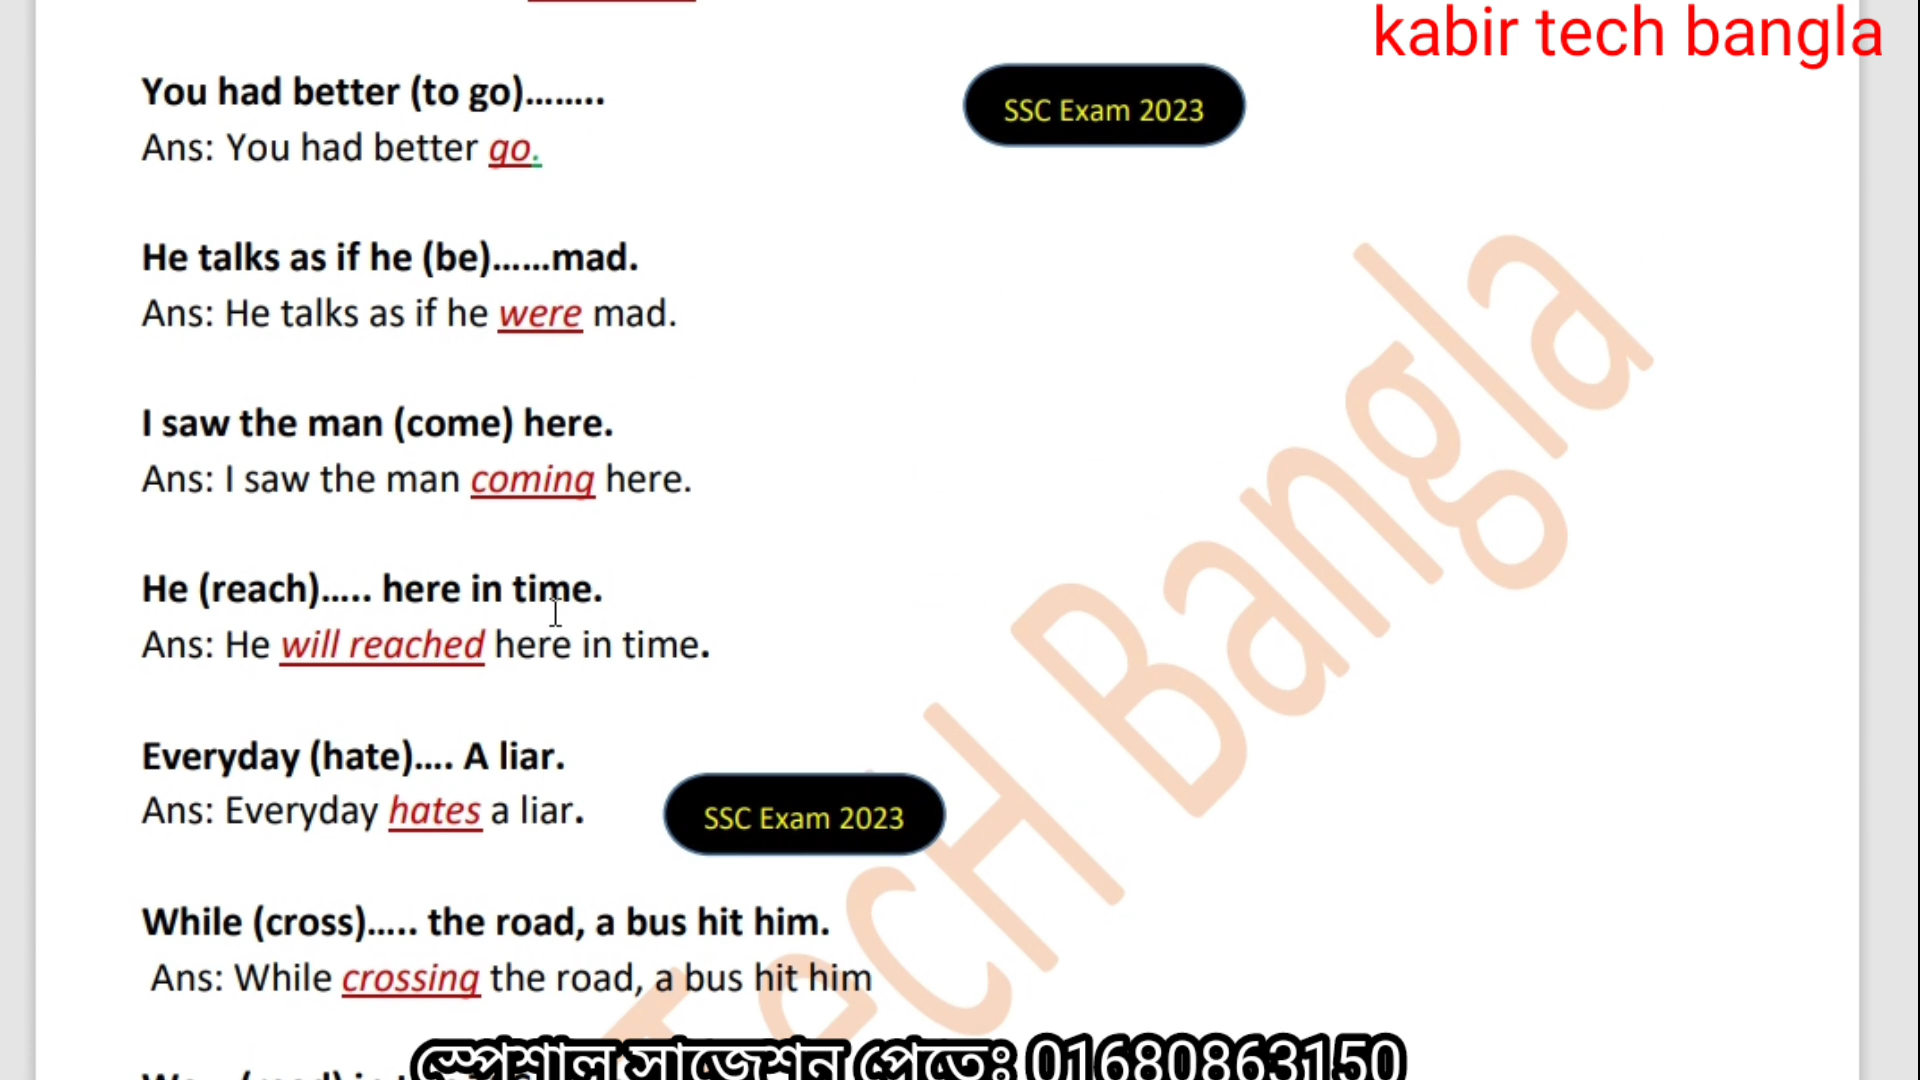 kabir tech bangla
You had better (to go)........
SSC Exam 2023
Ans: You had better go.
He talks as if he (be)......mad.
Ans: He talks as if he were mad.
I saw the man (come) here.
Ans: I saw the man coming here.
He (reach)..... here in time.
Ans: He will reached here in time.
Everyday (hate).... A liar.
Ans: Everyday hates a liar.
SSC Exam 2023
While (cross)..... the road, a bus hit him.
Ans: While crossing the road, a bus hit him
TecH Bangla
স্পেশাল সাজেশন পেতেঃ 01680863150